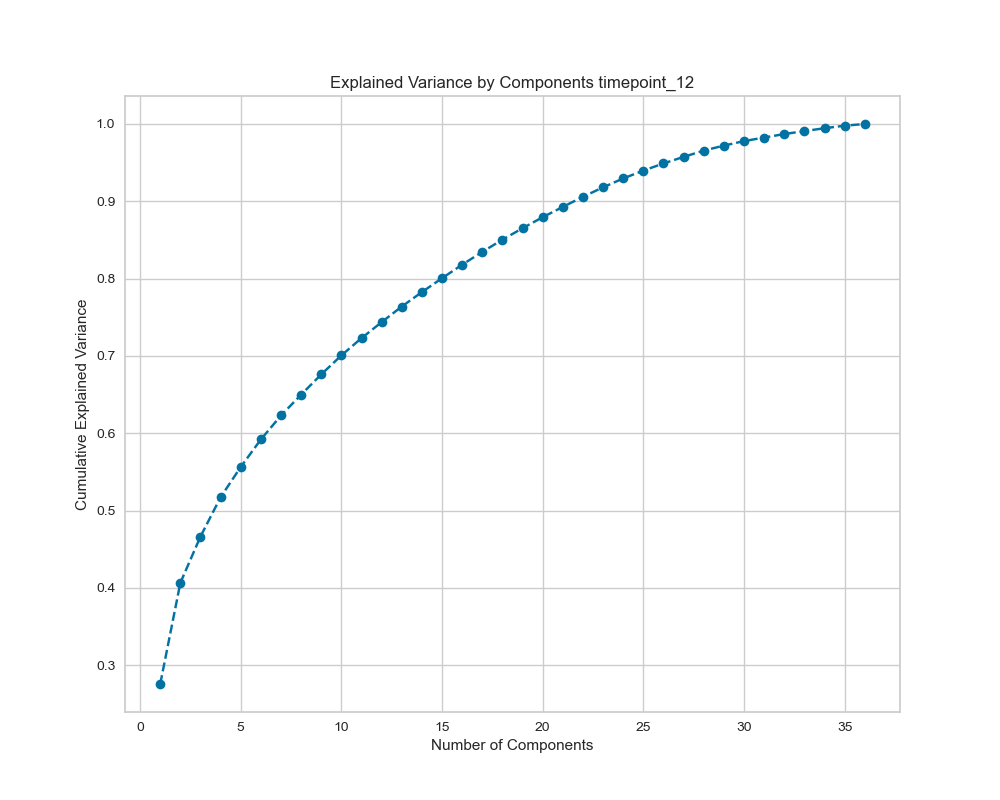 Explained Variance by Components timepoint_12
1.0
0.9
0.8
0.7
0.6
0.5
0.4
0.3
Cumulative Explained Variance
0 5 10 15 20 25 30 35
Number of Components